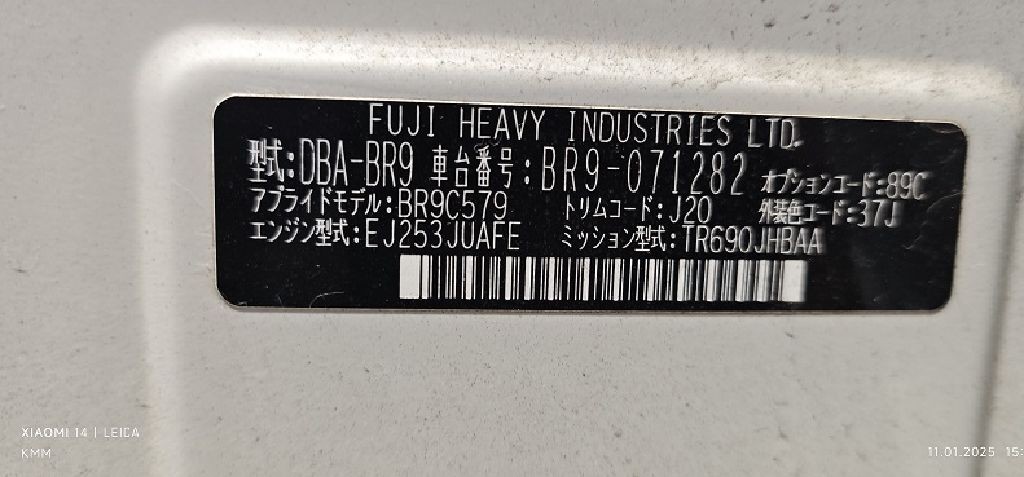 FUJI HEAVY INDUSTRIES LTD.
型式:DBA-BR9 車台番号:BR9-071282 オプションコード:89C
アプライドモデル:BR9C579 トリムコード:J20 外装色コード:37J
エンジン型式:EJ253JUAFE ミッション型式:TR690JHBAA
XIAOMI 14 | LEICA
KMM
11.01.2025 15: